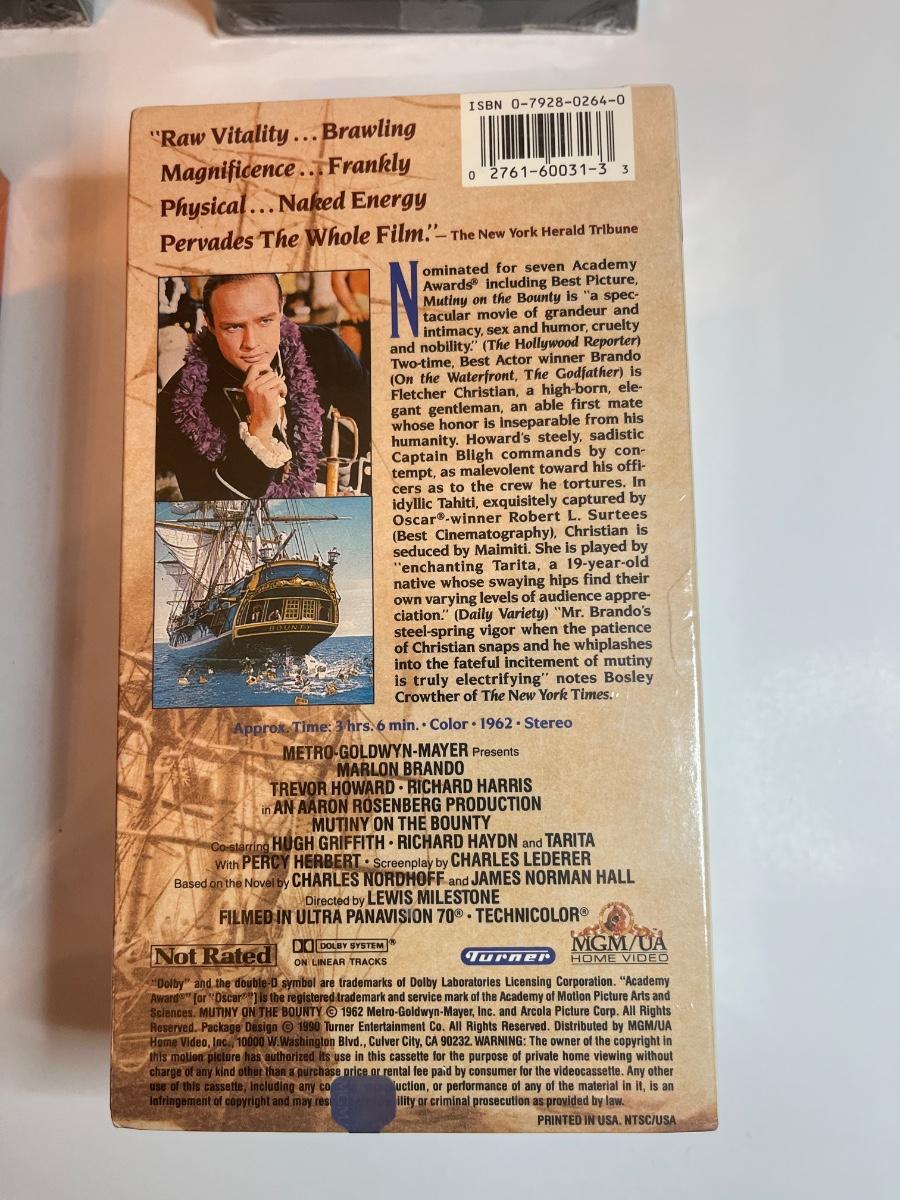 ISBN 0-7928-0264-0
0 2761-60031-3 3
"Raw Vitality...Brawling
Magnificence...Frankly
Physical...Naked Energy
Pervades The Whole Film."— The New York Herald Tribune
Nominated for seven Academy
Awards® including Best Picture,
Mutiny on the Bounty is "a spec-
tacular movie of grandeur and
intimacy, sex and humor, cruelty
and nobility." (The Hollywood Reporter)
Two-time, Best Actor winner Brando
(On the Waterfront, The Godfather) is
Fletcher Christian, a high-born, ele-
gant gentleman, an able first mate
whose honor is inseparable from his
humanity. Howard's steely, sadistic
Captain Bligh commands by con-
tempt, as malevolent toward his offi-
cers as to the crew he tortures. In
idyllic Tahiti, exquisitely captured by
Oscar®-winner Robert L. Surtees
(Best Cinematography), Christian is
seduced by Maimiti. She is played by
"enchanting Tarita, a 19-year-old
native whose swaying hips find their
own varying levels of audience appre-
ciation." (Daily Variety) "Mr. Brando's
steel-spring vigor when the patience
of Christian snaps and he whiplashes
into the fateful incitement of mutiny
is truly electrifying" notes Bosley
Crowther of The New York Times.
BOUNTY
Approx. Time: 3 hrs. 6 min. • Color • 1962 • Stereo
METRO-GOLDWYN-MAYER Presents
MARLON BRANDO
TREVOR HOWARD • RICHARD HARRIS
in AN AARON ROSENBERG PRODUCTION
MUTINY ON THE BOUNTY
Co-starring HUGH GRIFFITH • RICHARD HAYDN and TARITA
With PERCY HERBERT • Screenplay by CHARLES LEDERER
Based on the Novel by CHARLES NORDHOFF and JAMES NORMAN HALL
Directed by LEWIS MILESTONE
FILMED IN ULTRA PANAVISION 70® • TECHNICOLOR®
Not Rated
DOLBY SYSTEM®
ON LINEAR TRACKS
Turner
MGM/UA
HOME VIDEO
"Dolby" and the double-D symbol are trademarks of Dolby Laboratories Licensing Corporation. "Academy
Award®" [or "Oscar®"] is the registered trademark and service mark of the Academy of Motion Picture Arts and
Sciences. MUTINY ON THE BOUNTY © 1962 Metro-Goldwyn-Mayer, Inc. and Arcola Picture Corp. All Rights
Reserved. Package Design © 1990 Turner Entertainment Co. All Rights Reserved. Distributed by MGM/UA
Home Video, Inc., 10000 W. Washington Blvd., Culver City, CA 90232. WARNING: The owner of the copyright in
this motion picture has authorized its use in this cassette for the purpose of private home viewing without
charge of any kind other than a purchase price or rental fee paid by consumer for the videocassette. Any other
use of this cassette, including any co uction, or performance of any of the material in it, is an
infringement of copyright and may res ility or criminal prosecution as provided by law.
PRINTED IN USA. NTSC/USA